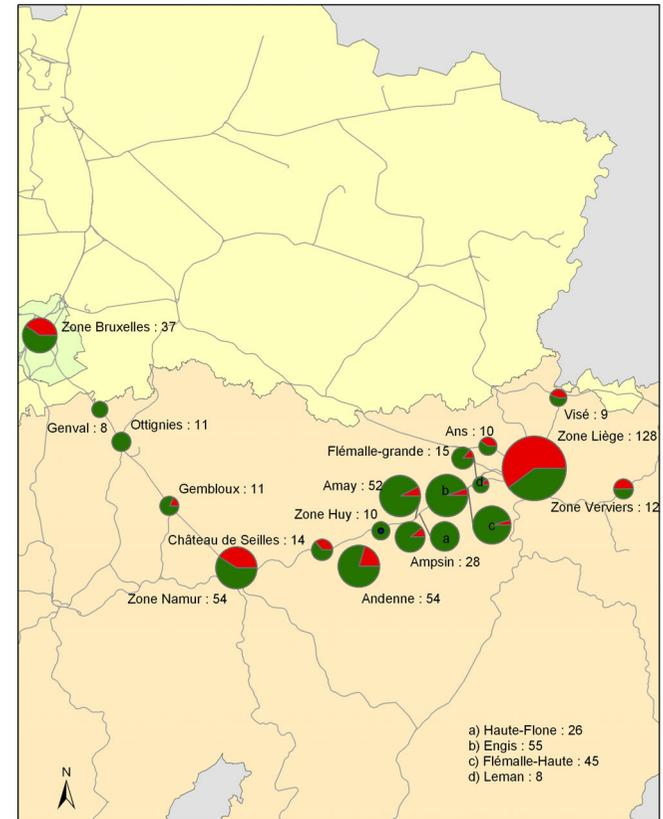 Zone Bruxelles : 37
Visé : 9
Genval : 8
Ottignies : 11
Ans : 10
Zone Liège : 128
Flémalle-grande : 15
Gembloux : 11
Amay : 52
b
d
Zone Verviers : 12
Zone Huy : 10
c
Château de Seilles : 14
a
Ampsin : 28
Zone Namur : 54
Andenne : 54
a) Haute-Flone : 26
b) Engis : 55
c) Flémalle-Haute : 45
d) Leman : 8
N